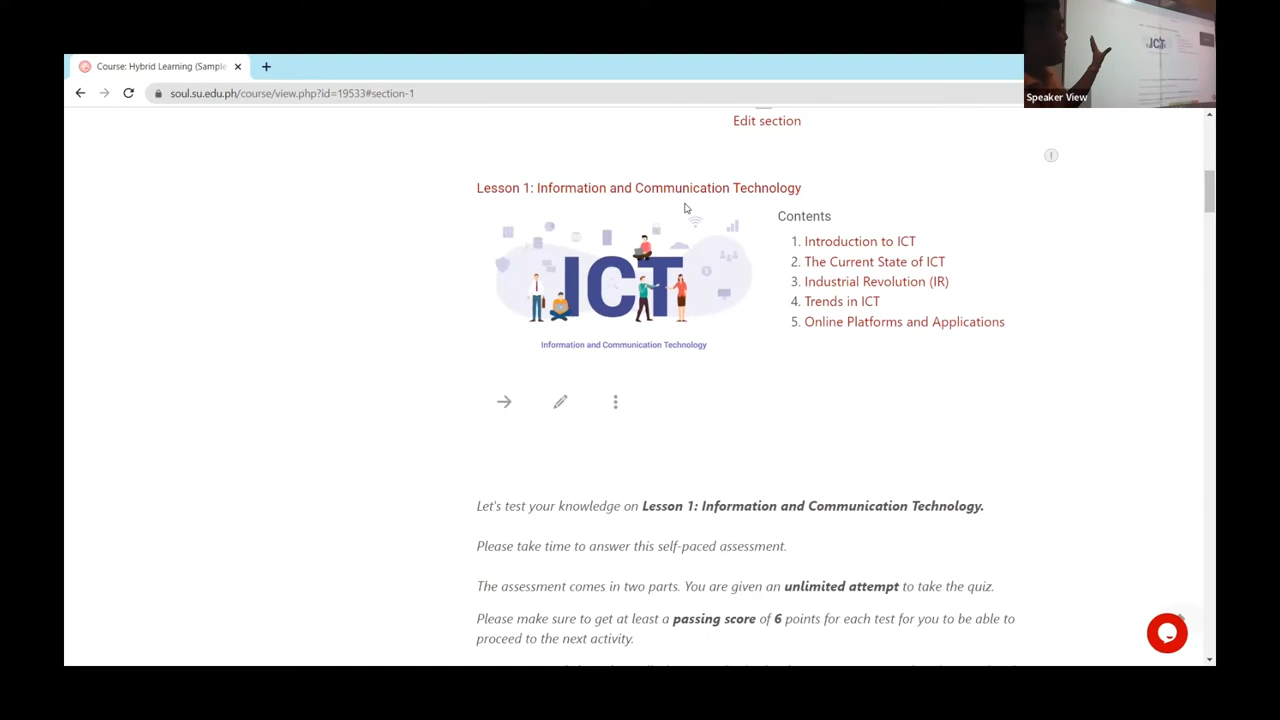 Course: Hybrid Learning (Sample
soul.su.edu.ph/course/view.php?id=19533#section-1
Speaker View
Edit section
Lesson 1: Information and Communication Technology
ICT
Information and Communication Technology
Contents
1. Introduction to ICT
2. The Current State of ICT
3. Industrial Revolution (IR)
4. Trends in ICT
5. Online Platforms and Applications
Let's test your knowledge on Lesson 1: Information and Communication Technology.
Please take time to answer this self-paced assessment.
The assessment comes in two parts. You are given an unlimited attempt to take the quiz.
Please make sure to get at least a passing score of 6 points for each test for you to be able to
proceed to the next activity.